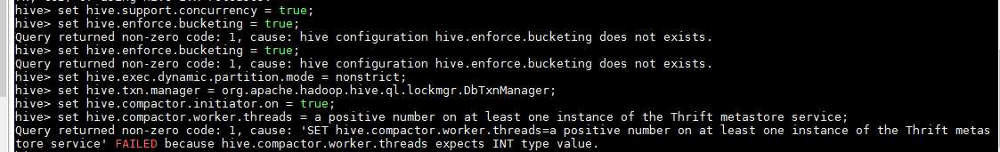 hive> set hive.support.concurrency = true;
hive> set hive.enforce.bucketing = true;
Query returned non-zero code: 1, cause: hive configuration hive.enforce.bucketing does not exists.
hive> set hive.enforce.bucketing = true;
Query returned non-zero code: 1, cause: hive configuration hive.enforce.bucketing does not exists.
hive> set hive.exec.dynamic.partition.mode = nonstrict;
hive> set hive.txn.manager = org.apache.hadoop.hive.ql.lockmgr.DbTxnManager;
hive> set hive.compactor.initiator.on = true;
hive> set hive.compactor.worker.threads = a positive number on at least one instance of the Thrift metastore service;
Query returned non-zero code: 1, cause: 'SET hive.compactor.worker.threads=a positive number on at least one instance of the Thrift metas
tore service' FAILED because hive.compactor.worker.threads expects INT type value.